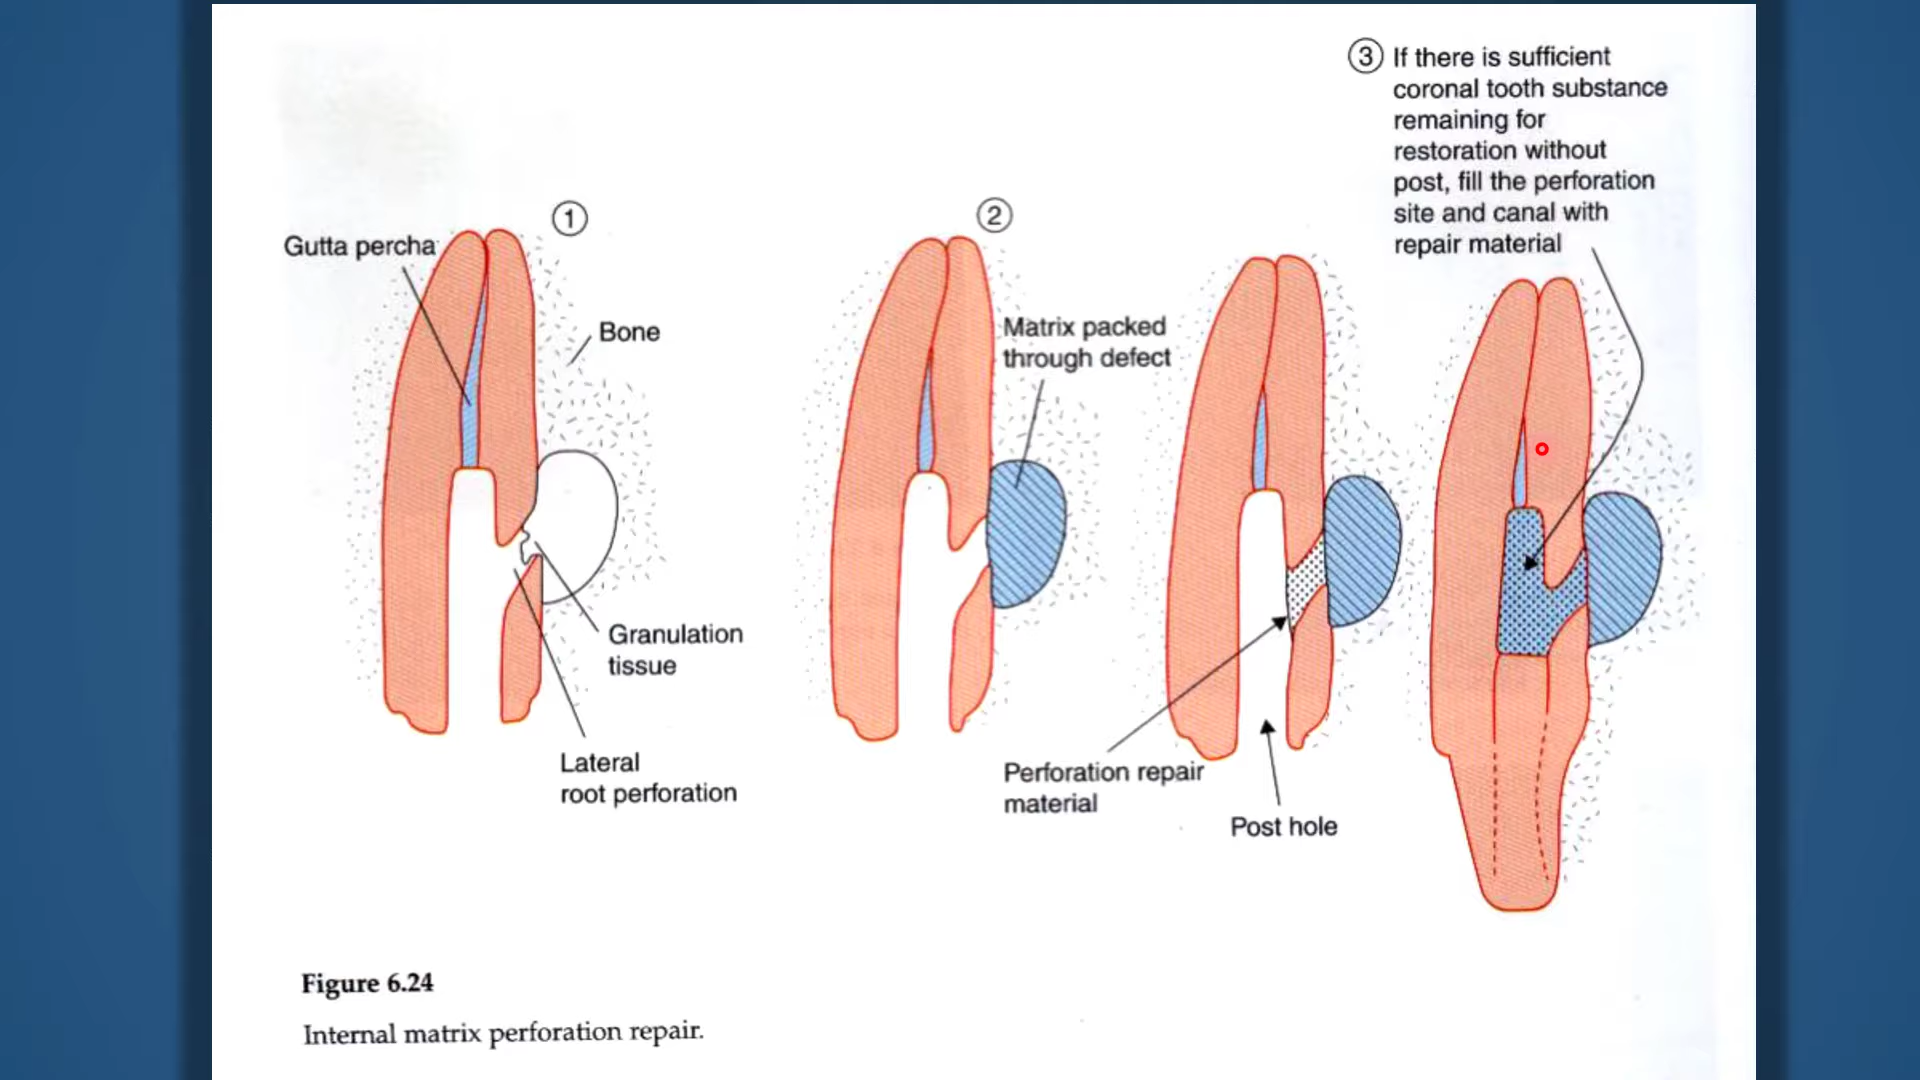 ①
Gutta percha
Bone
Granulation
tissue
Lateral
root perforation
②
Matrix packed
through defect
Perforation repair
material
Post hole
③ If there is sufficient
coronal tooth substance
remaining for
restoration without
post, fill the perforation
site and canal with
repair material
Figure 6.24
Internal matrix perforation repair.